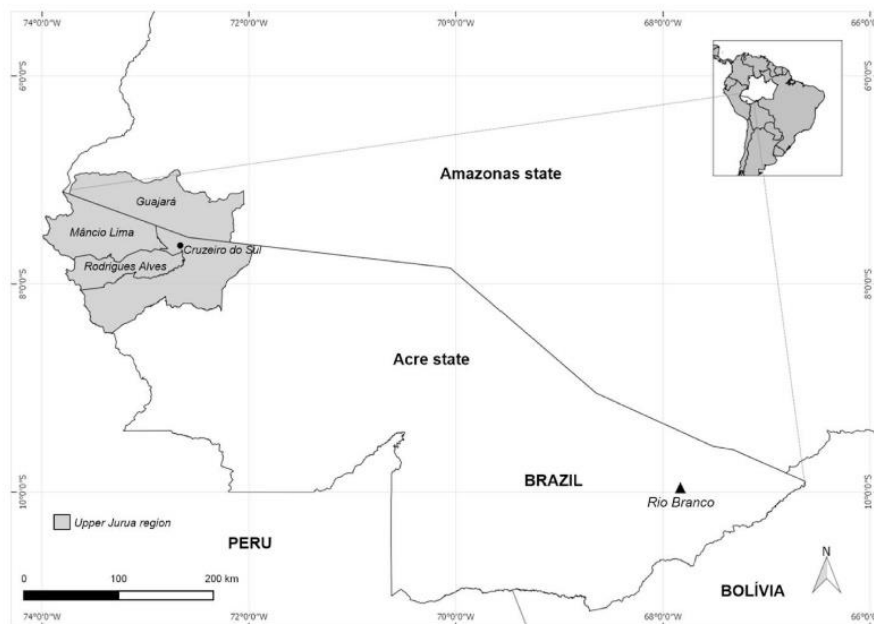 74°0'0"W
72°0'0"W
70°0'0"W
68°0'0"W
66°0'0"W
6°0'0"S
6°0'0"S
Amazonas state
Guajará
Mâncio Lima
Cruzeiro do Sul
Rodrigues Alves
8°0'0"S
8°0'0"S
Acre state
BRAZIL
Rio Branco
10°0'0"S
10°0'0"S
Upper Jurua region
PERU
N
0 100 200 km
BOLÍVIA
74°0'0"W
72°0'0"W
70°0'0"W
68°0'0"W
66°0'0"W